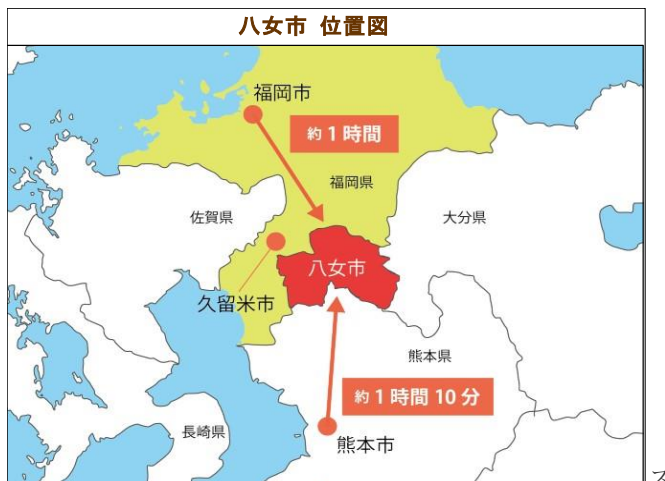 八女市 位置図
福岡市
約1時間
福岡県
佐賀県
大分県
八女市
久留米市
熊本県
約1時間10分
長崎県
熊本市